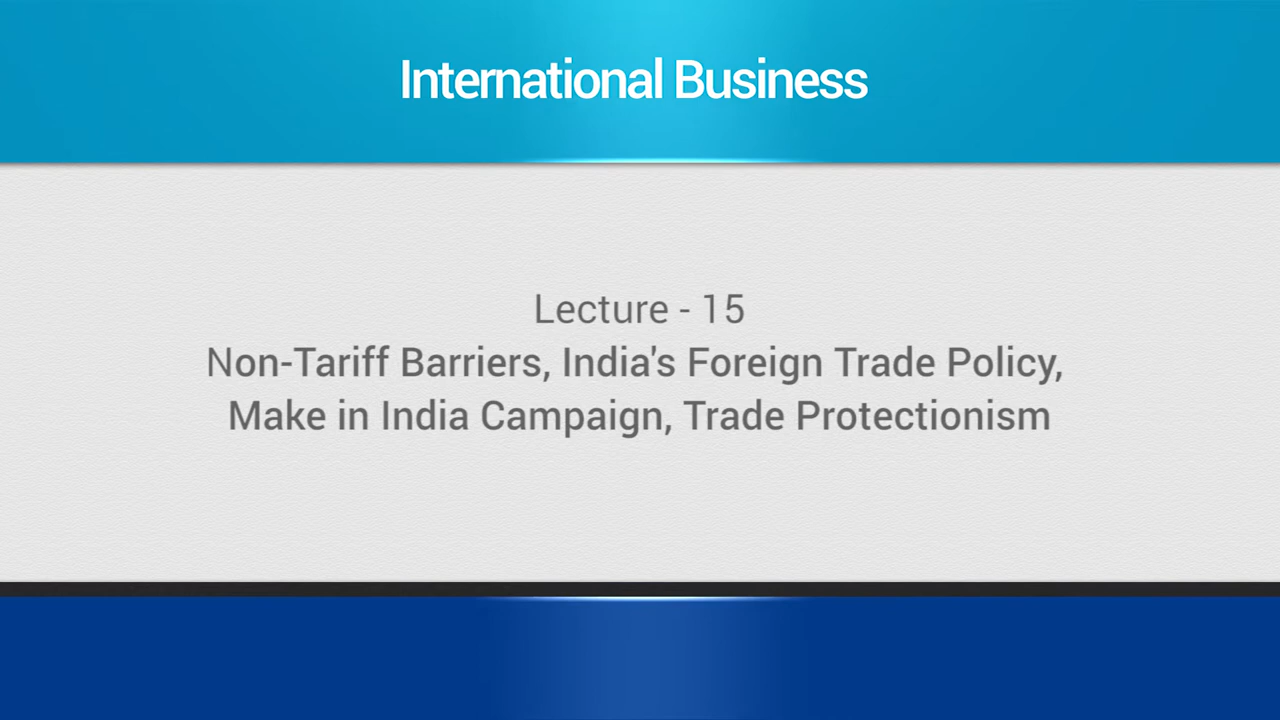 International Business
Lecture - 15
Non-Tariff Barriers, India's Foreign Trade Policy,
Make in India Campaign, Trade Protectionism